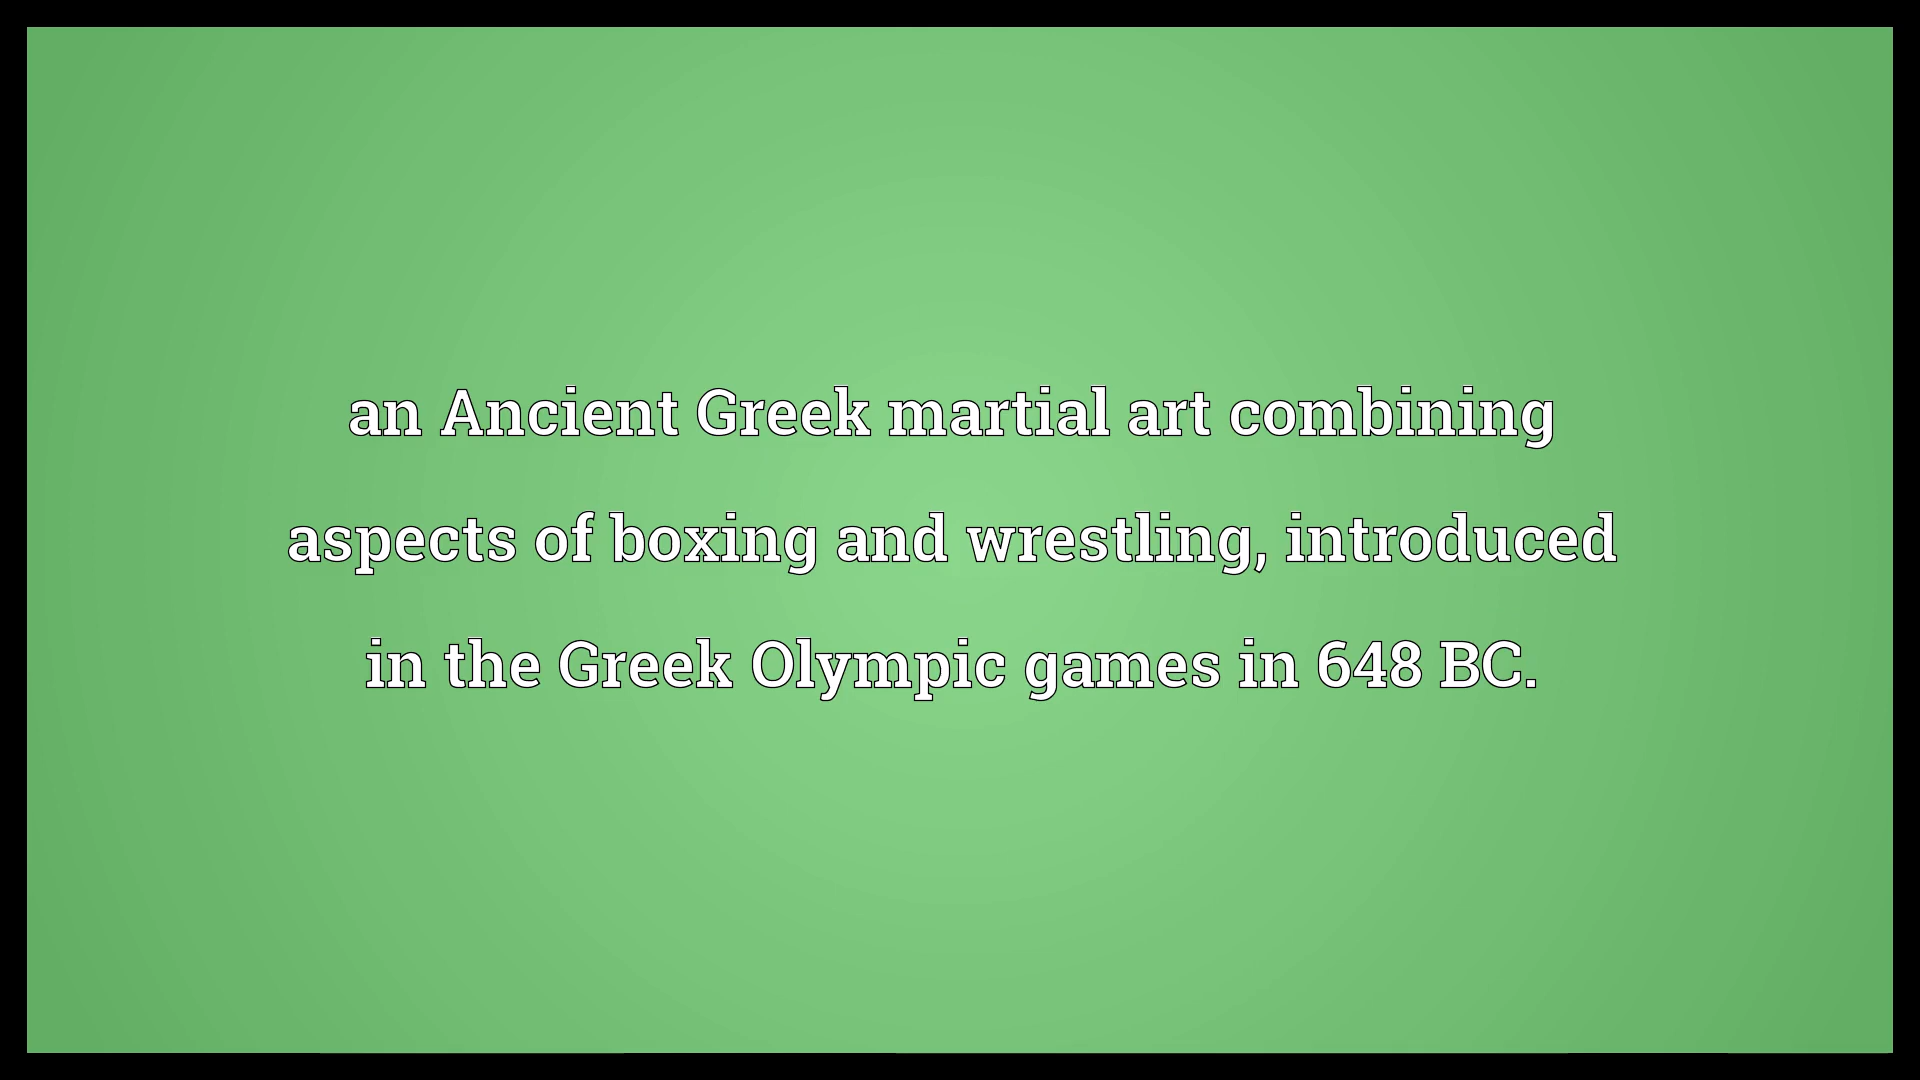 an Ancient Greek martial art combining
aspects of boxing and wrestling, introduced
in the Greek Olympic games in 648 BC.